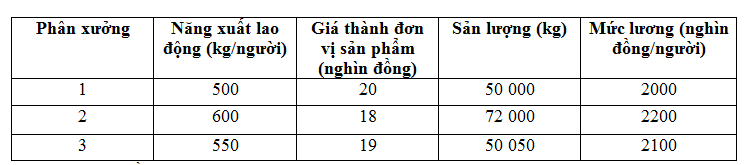 Phân xưởng | Năng xuất lao động (kg/người) | Giá thành đơn vị sản phẩm (nghìn đồng) | Sản lượng (kg) | Mức lương (nghìn đồng/người)
1 | 500 | 20 | 50 000 | 2000
2 | 600 | 18 | 72 000 | 2200
3 | 550 | 19 | 50 050 | 2100